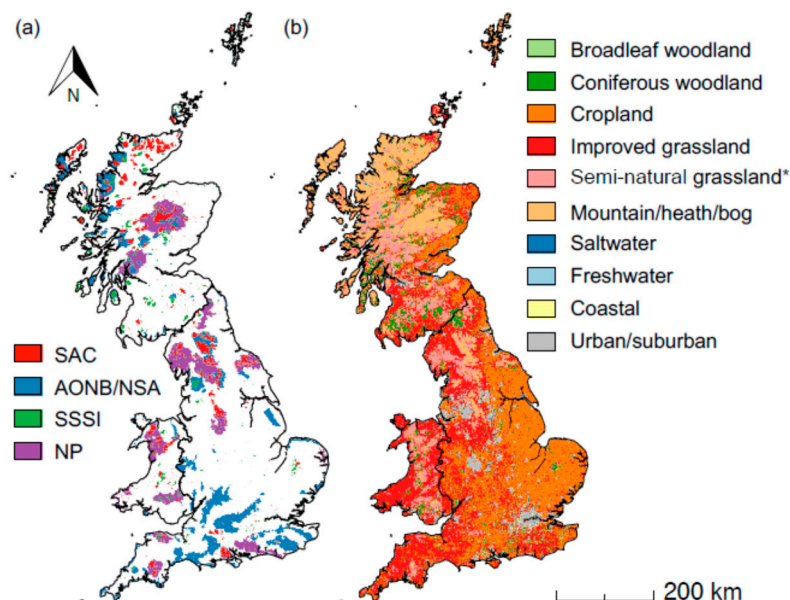 (a)
(b)
N
Broadleaf woodland
Coniferous woodland
Cropland
Improved grassland
Semi-natural grassland*
Mountain/heath/bog
Saltwater
Freshwater
Coastal
Urban/suburban
SAC
AONB/NSA
SSSI
NP
200 km